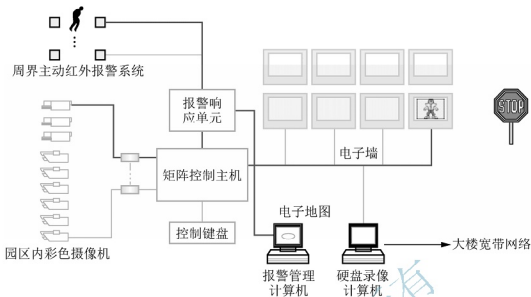 周界主动红外报警系统
报警响
应单元
STOP
电子墙
矩阵控制主机
电子地图
控制键盘
园区内彩色摄像机
大楼宽带网络
报警管理
计算机
硬盘录像
计算机
有